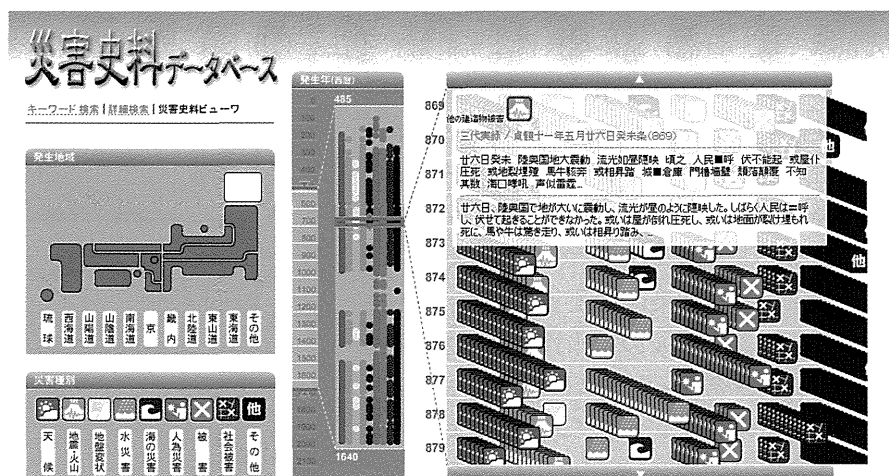 災害史料データベース
キーワード検索 | 詳細検索 | 災害史料ビューワ
発生地域
琉球
西海道
山陽道
山陰道
南海道
京
畿内
北陸道
東山道
東海道
その他
災害種別
他
天候
地震・火山
地盤変状
水災害
海の災害
人為災害
被害
社会被害
その他
発生年(西暦)
485
1640
869
870
871
872
873
874
875
876
877
878
879
他の建造物被害
三代実録 / 貞観十一年五月廿六日癸未条(869)
廿六日癸未 陸奥国地大震動 流光如昼隠映 頃之 人民■呼 伏不能起 或屋仆
圧死 或地裂埋殪 馬牛駭奔 或相昇踏 城■倉庫 門櫓墻壁 頽落顛覆 不知
其数 海口哮吼 声似雷霆...
廿六日、陸奥国で地が大いに震動し、流光が昼のように隠映した。しばらく人民は＝呼
し、伏せて起きることができなかった。或いは屋が倒れ圧死し、或いは地面が裂け埋もれ
死に、馬や牛は驚き走り、或いは相昇り踏み、...
他
他